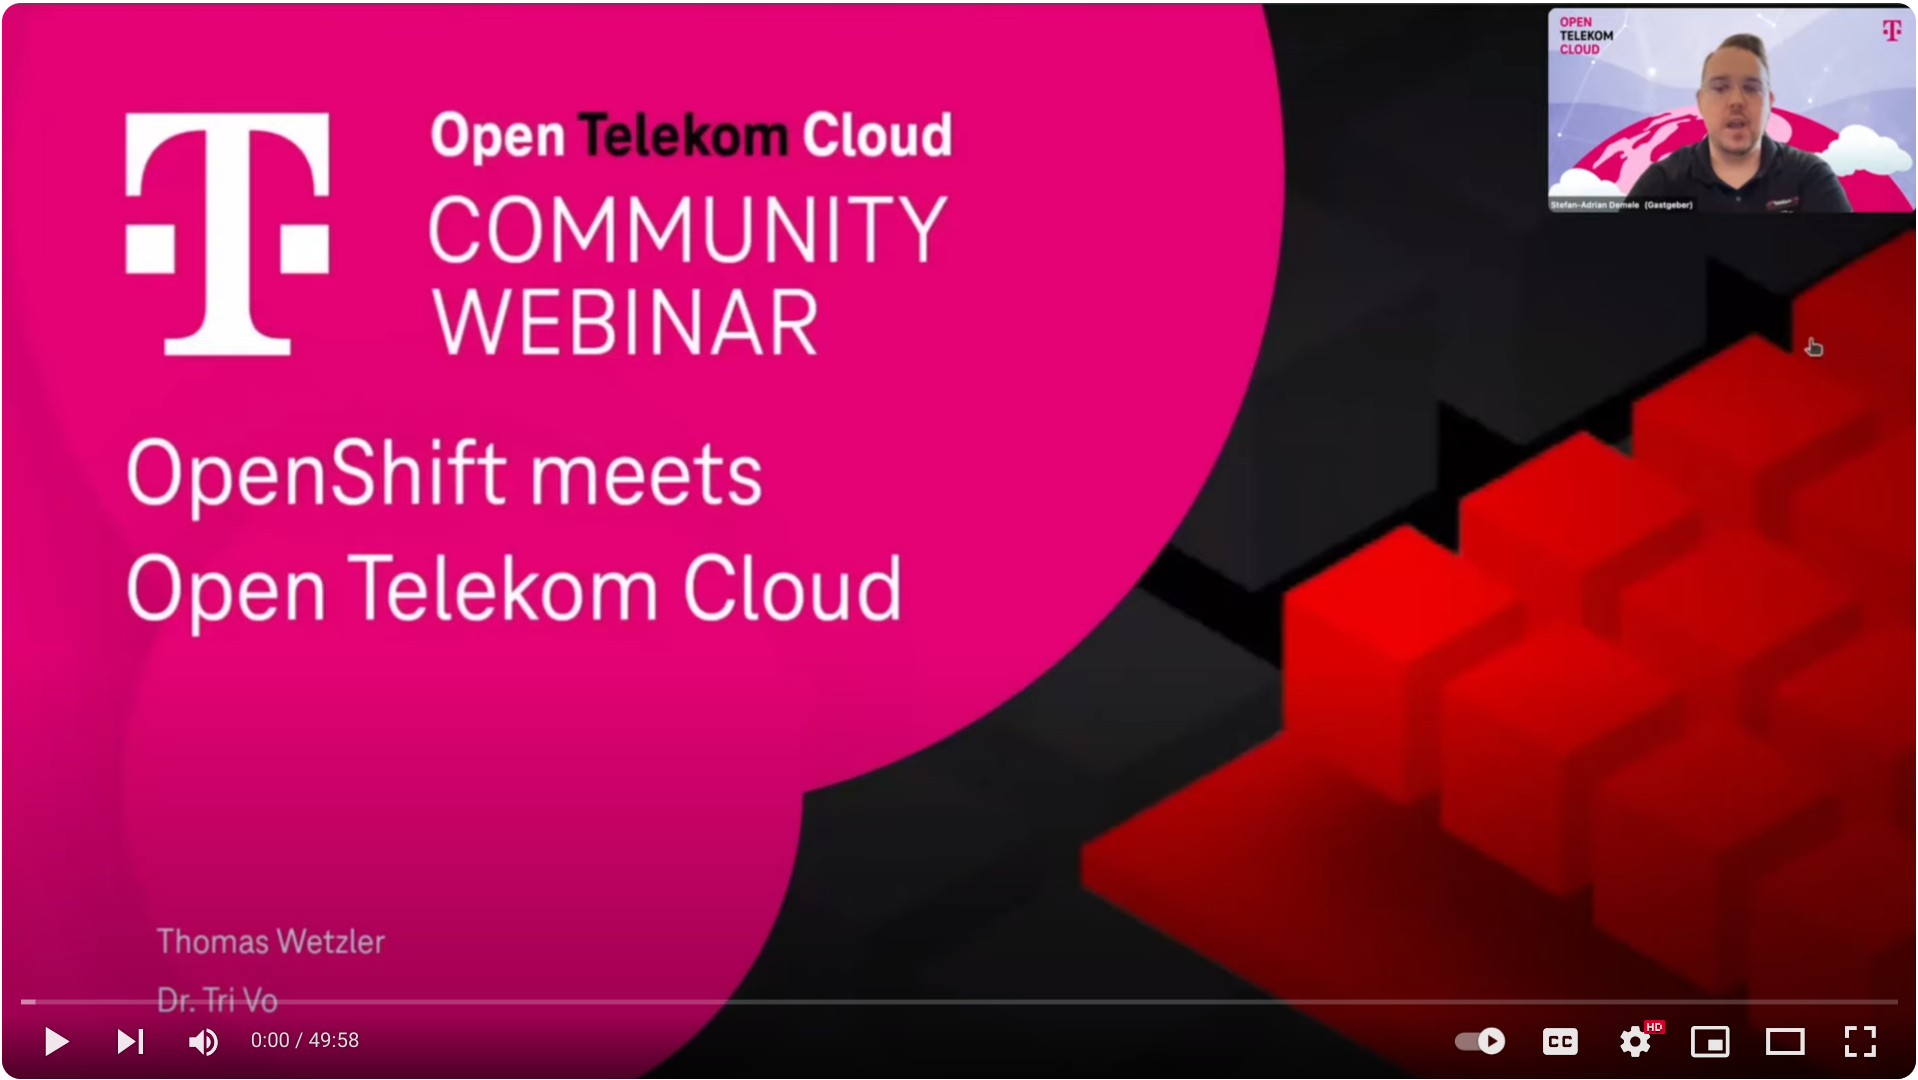 Open Telekom Cloud
COMMUNITY
WEBINAR
OpenShift meets
Open Telekom Cloud
Thomas Wetzler
Dr. Tri Vo
OPEN
TELEKOM
CLOUD
T
Stefan-Adrian Demele (Gastgeber)
0:00 / 49:58
CC
HD